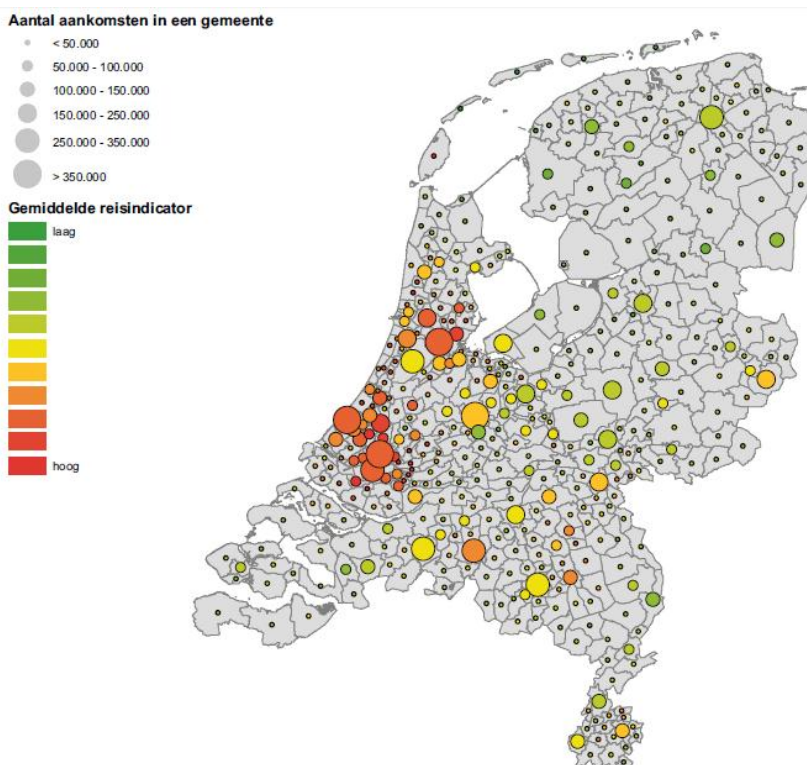 Aantal aankomsten in een gemeente
< 50.000
50.000 - 100.000
100.000 - 150.000
150.000 - 250.000
250.000 - 350.000
> 350.000
Gemiddelde reisindicator
laag
hoog